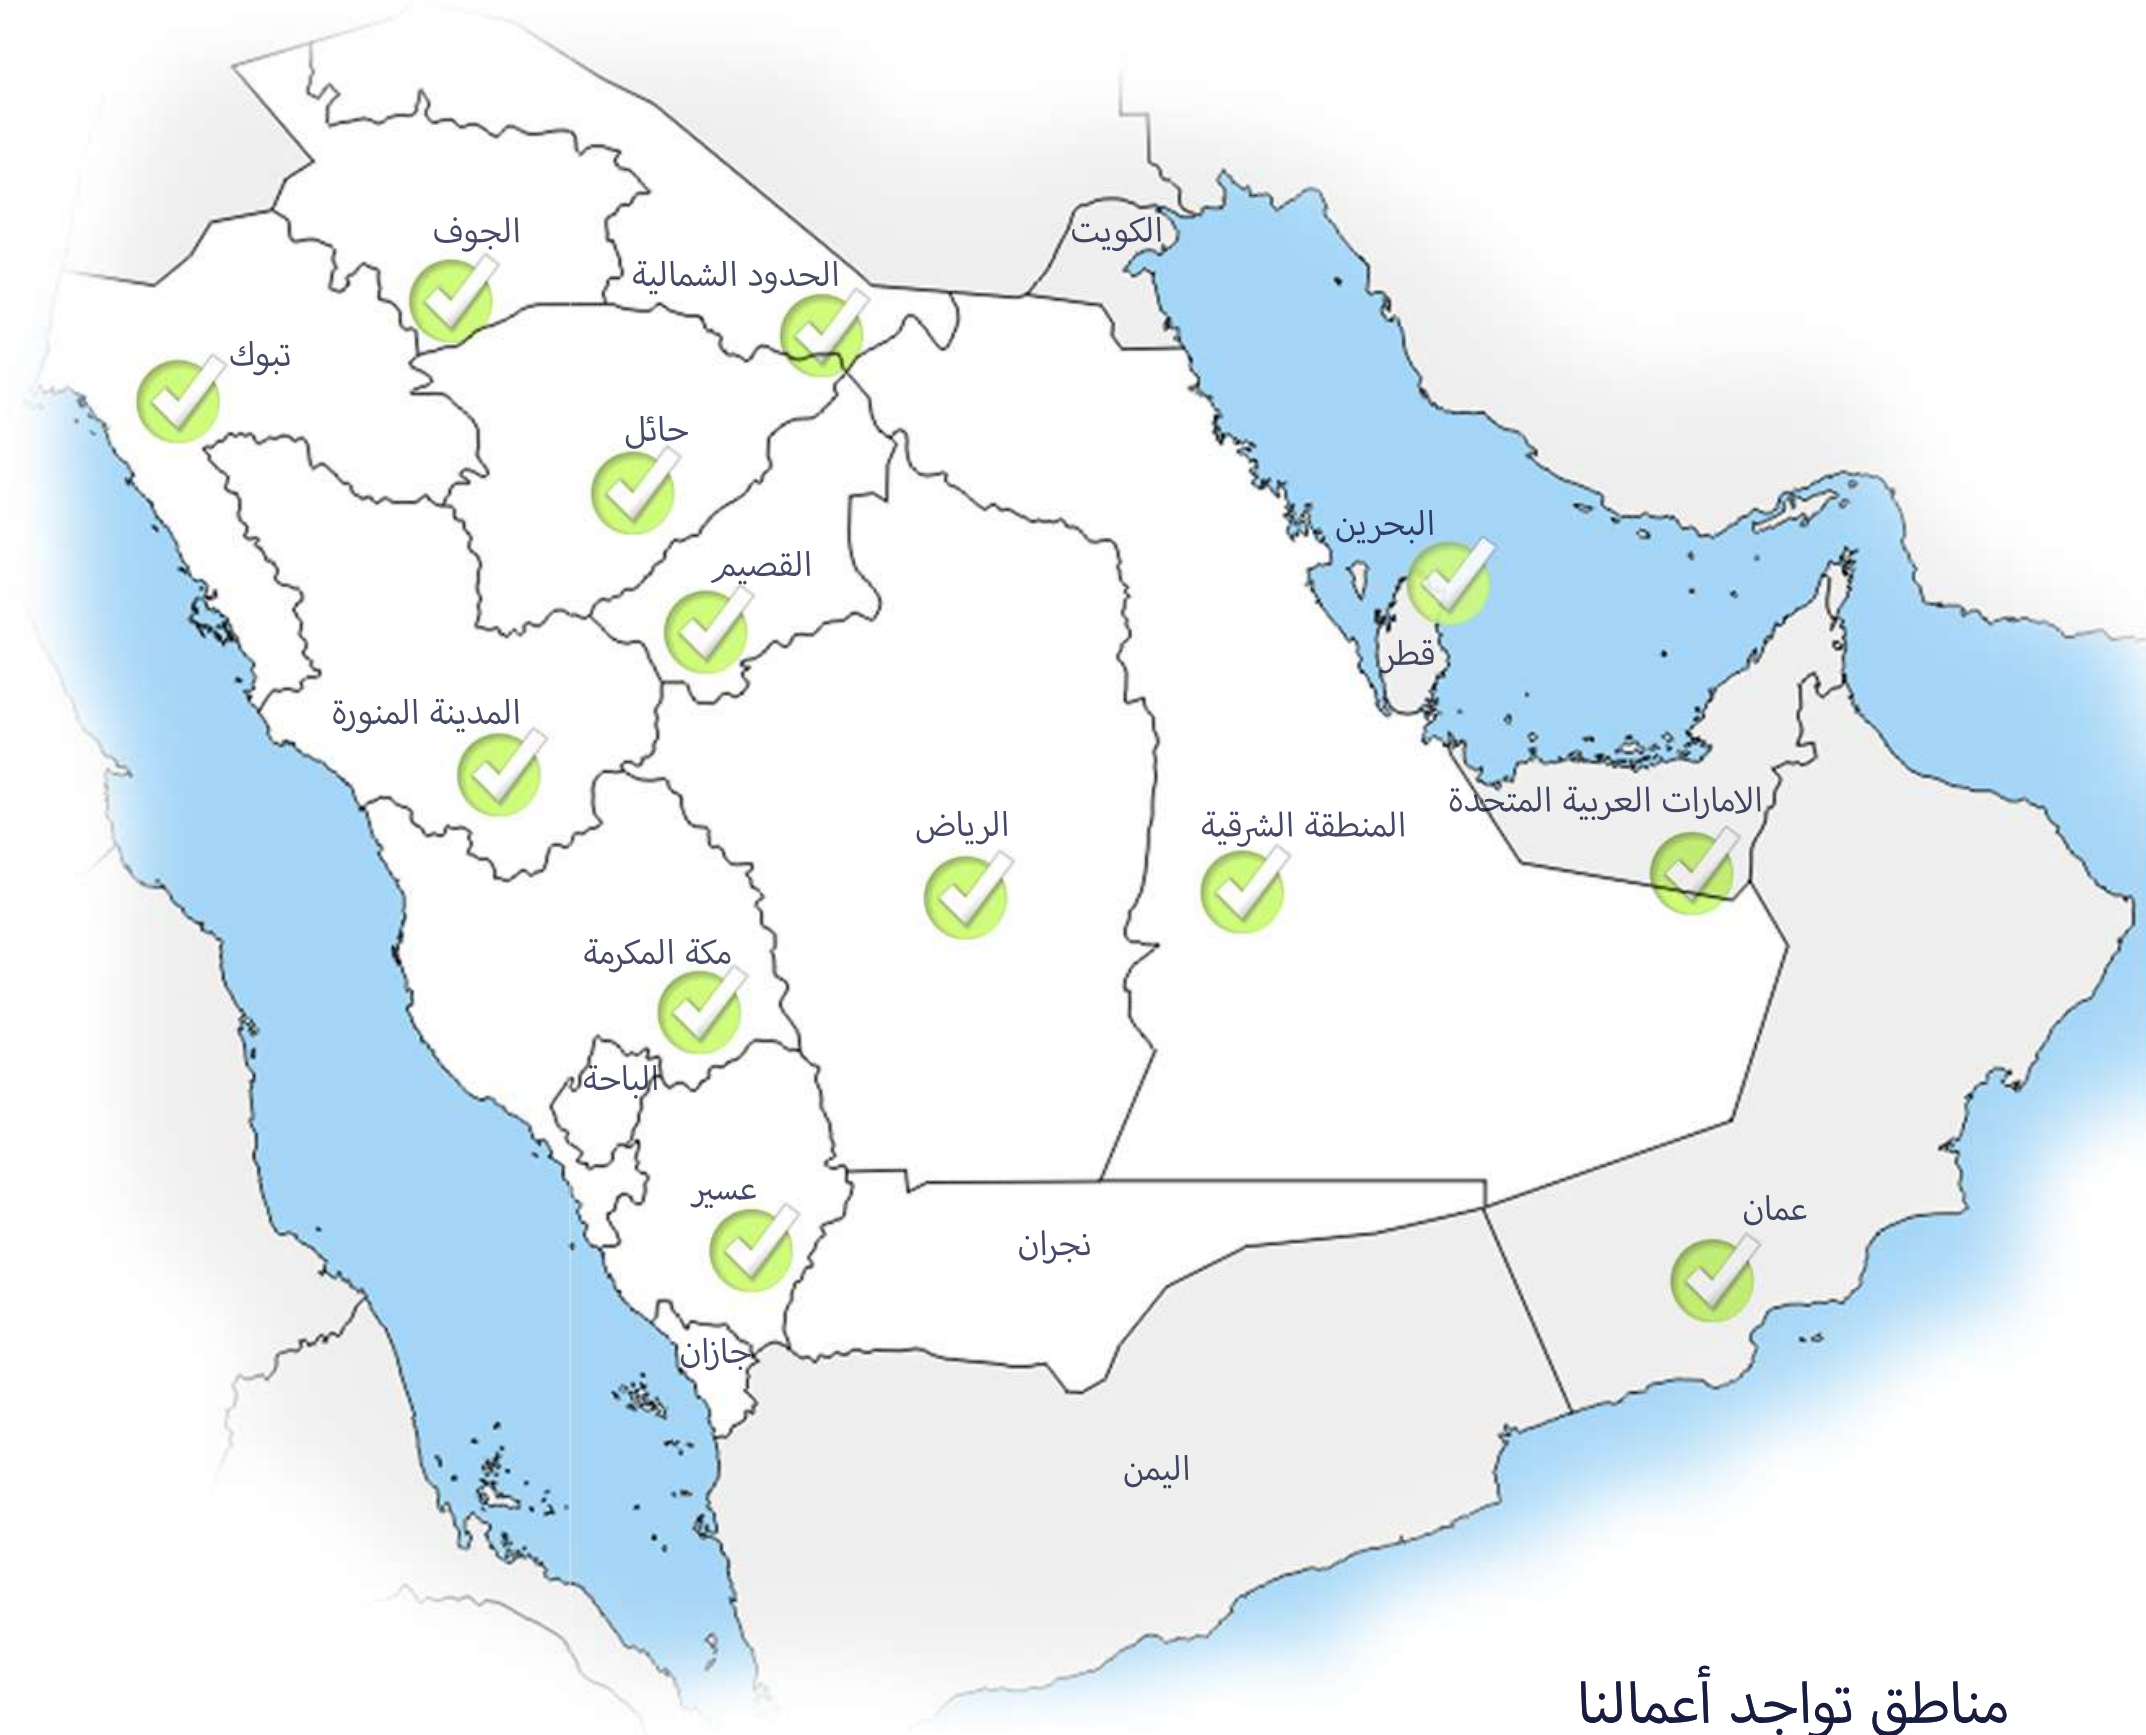 الكويت
الجوف
الحدود الشمالية
تبوك
حائل
البحرين
القصيم
قطر
المدينة المنورة
الامارات العربية المتحدة
المنطقة الشرقية
الرياض
مكة المكرمة
الباحة
عسير
عمان
نجران
جازان
اليمن
مناطق تواجد أعمالنا